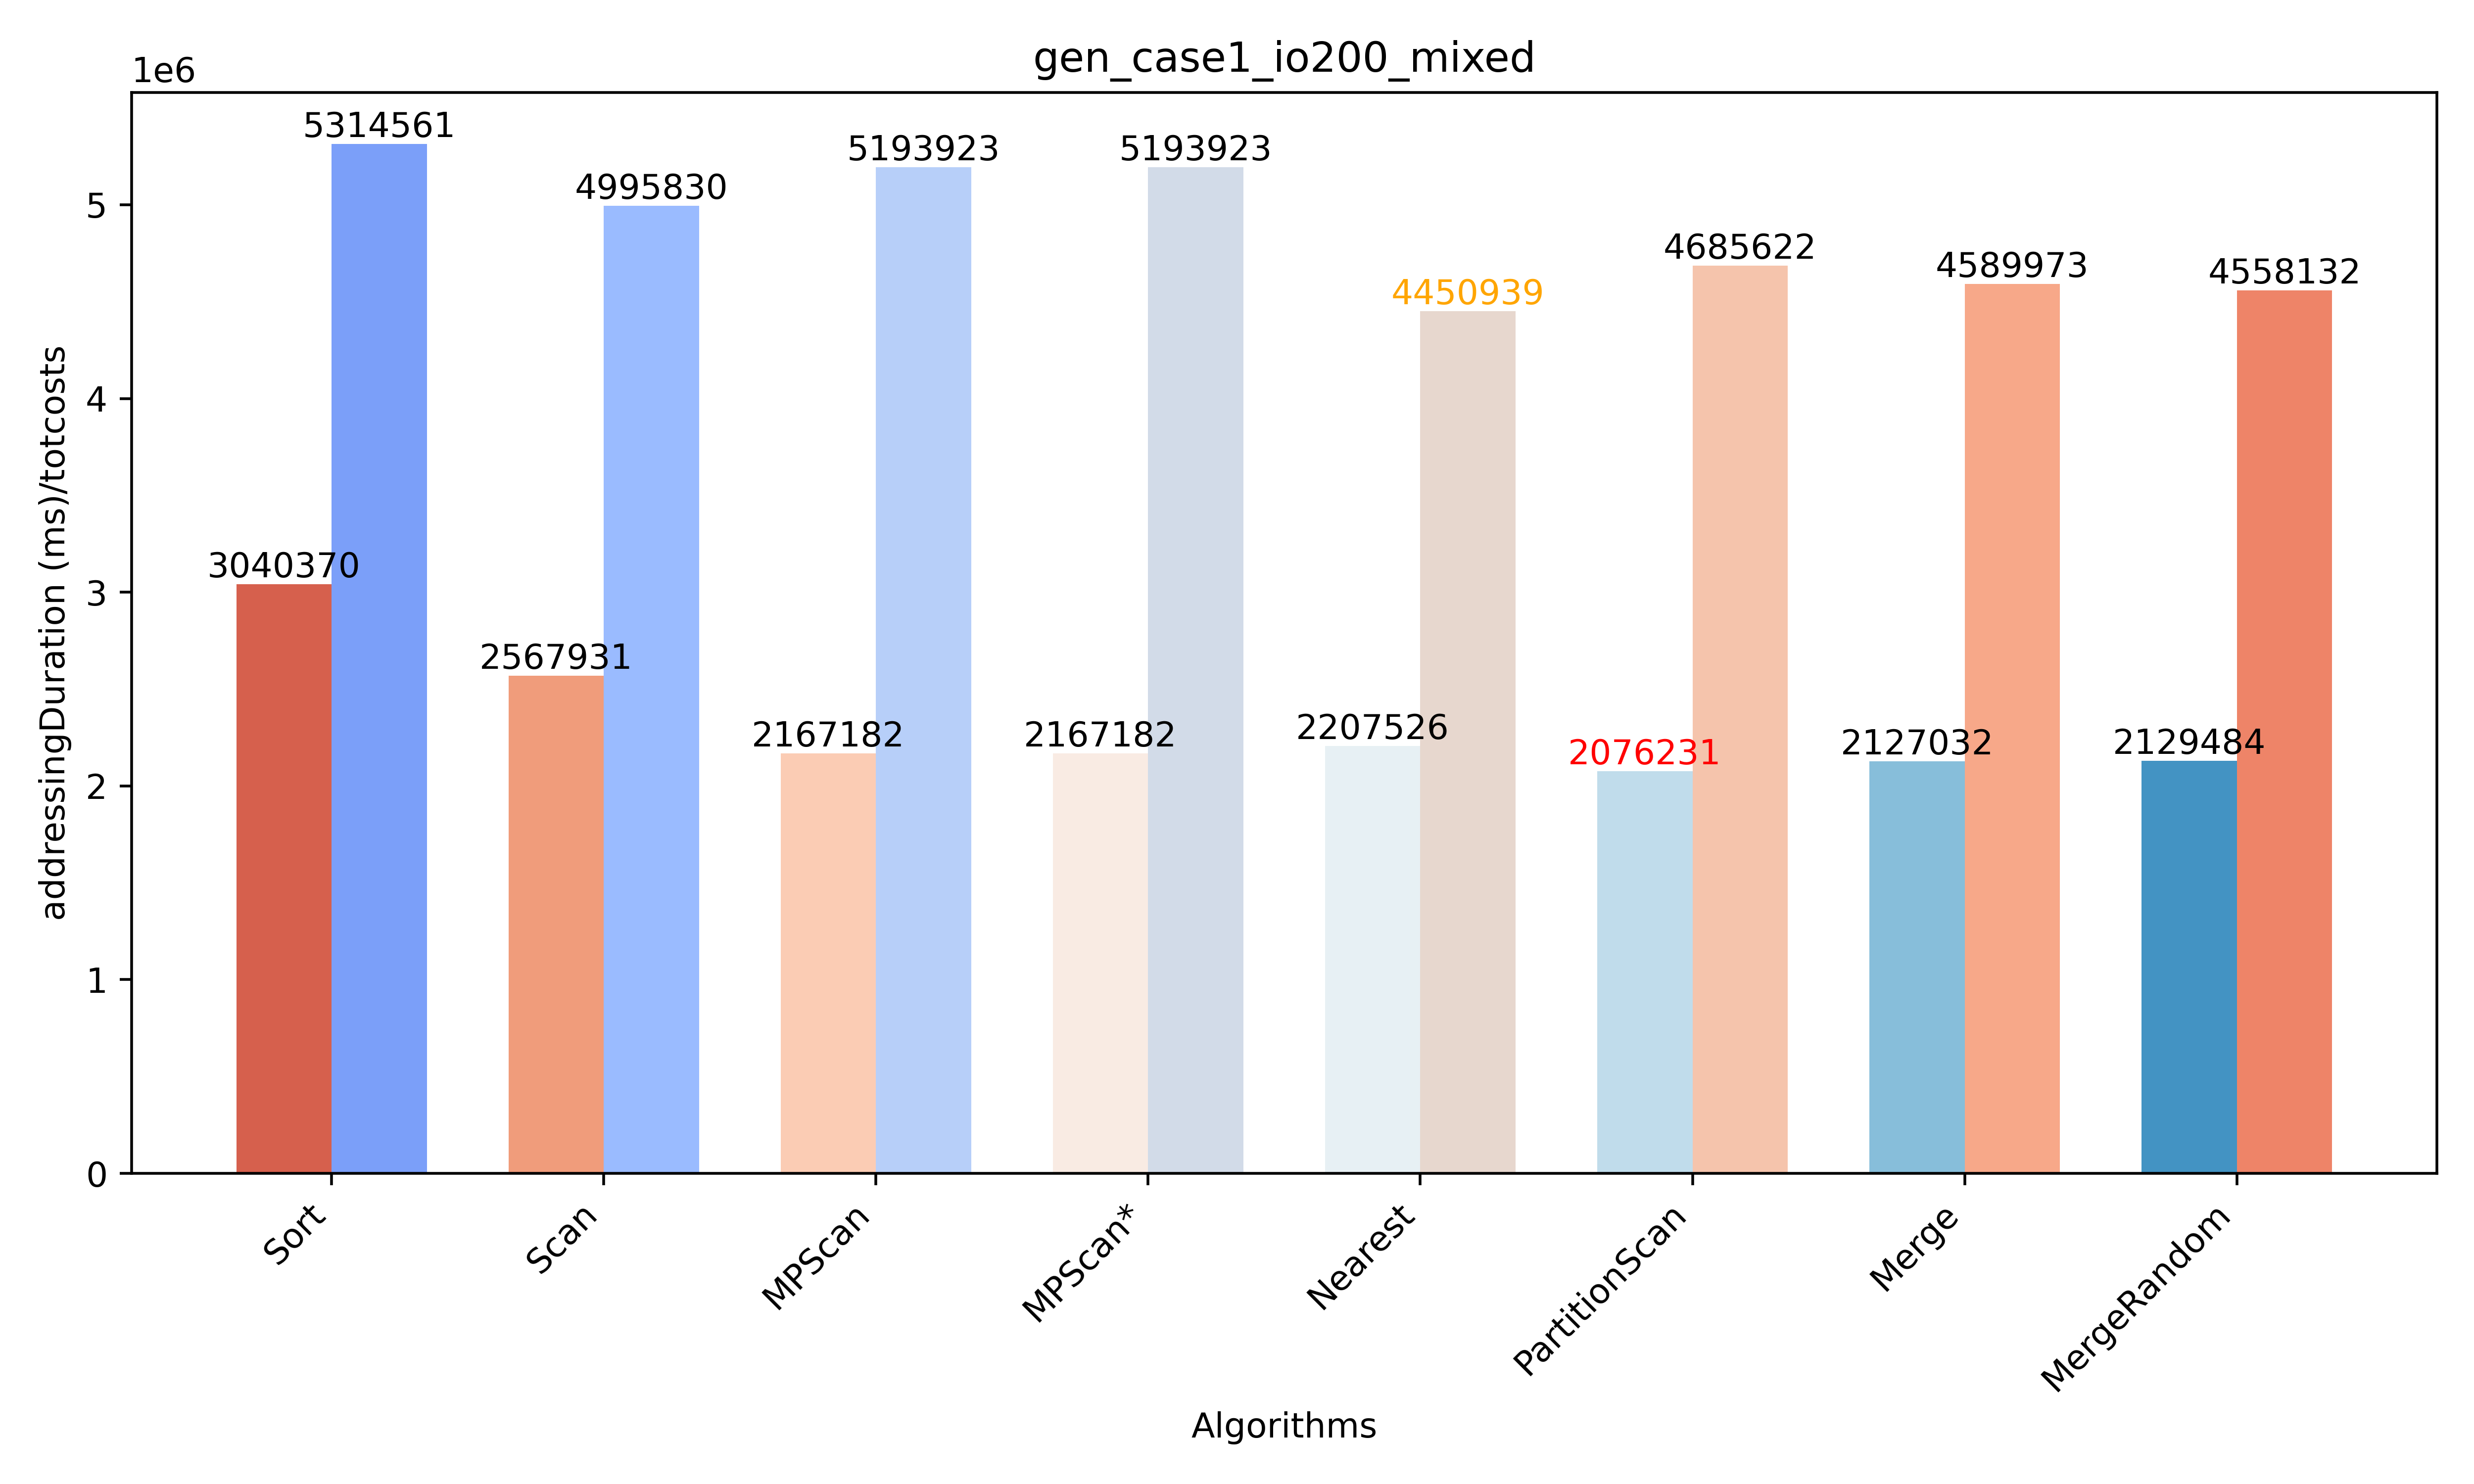 gen_case1_io200_mixed
1e6
5314561
4995830
5193923
5193923
4450939
4685622
4589973
4558132
3040370
2567931
2167182
2167182
2207526
2076231
2127032
2129484
addressingDuration (ms)/totcosts
5
4
3
2
1
0
Sort
Scan
MPScan
MPScan*
Nearest
PartitionScan
Merge
MergeRandom
Algorithms